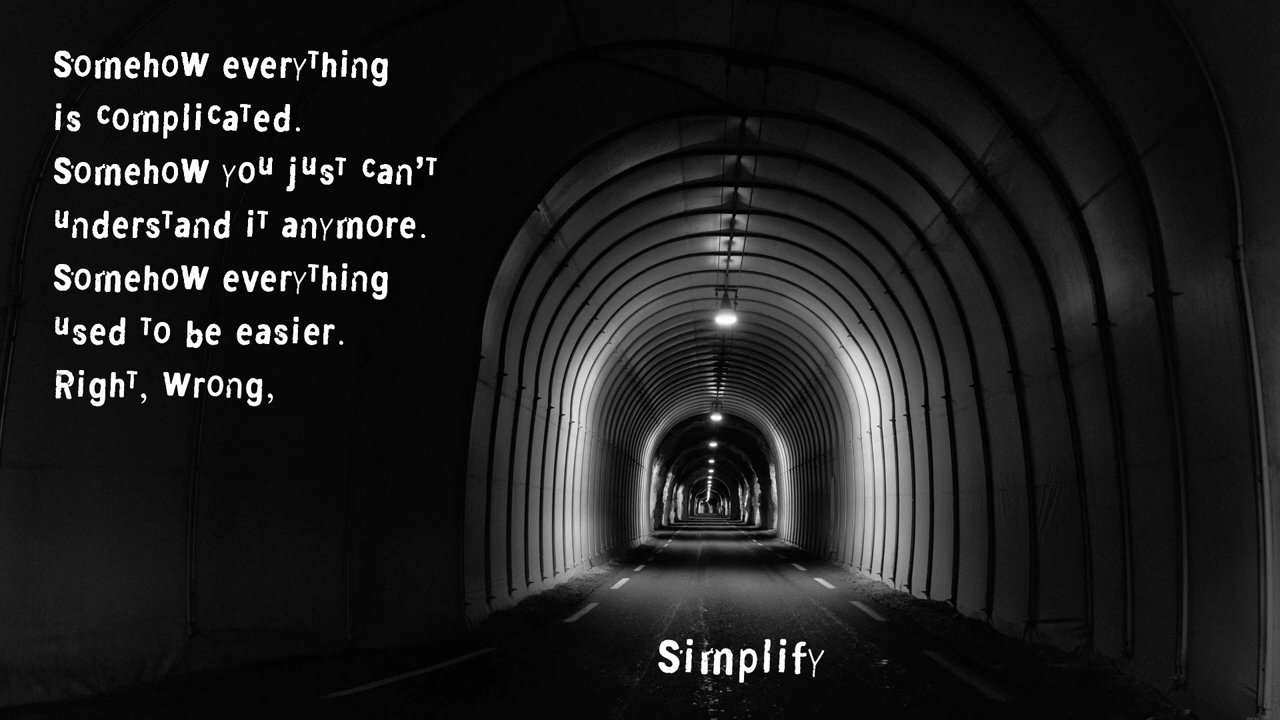 Somehow everything
is complicated.
Somehow you just can't
understand it anymore.
Somehow everything
used to be easier.
Right, Wrong,
Simplify